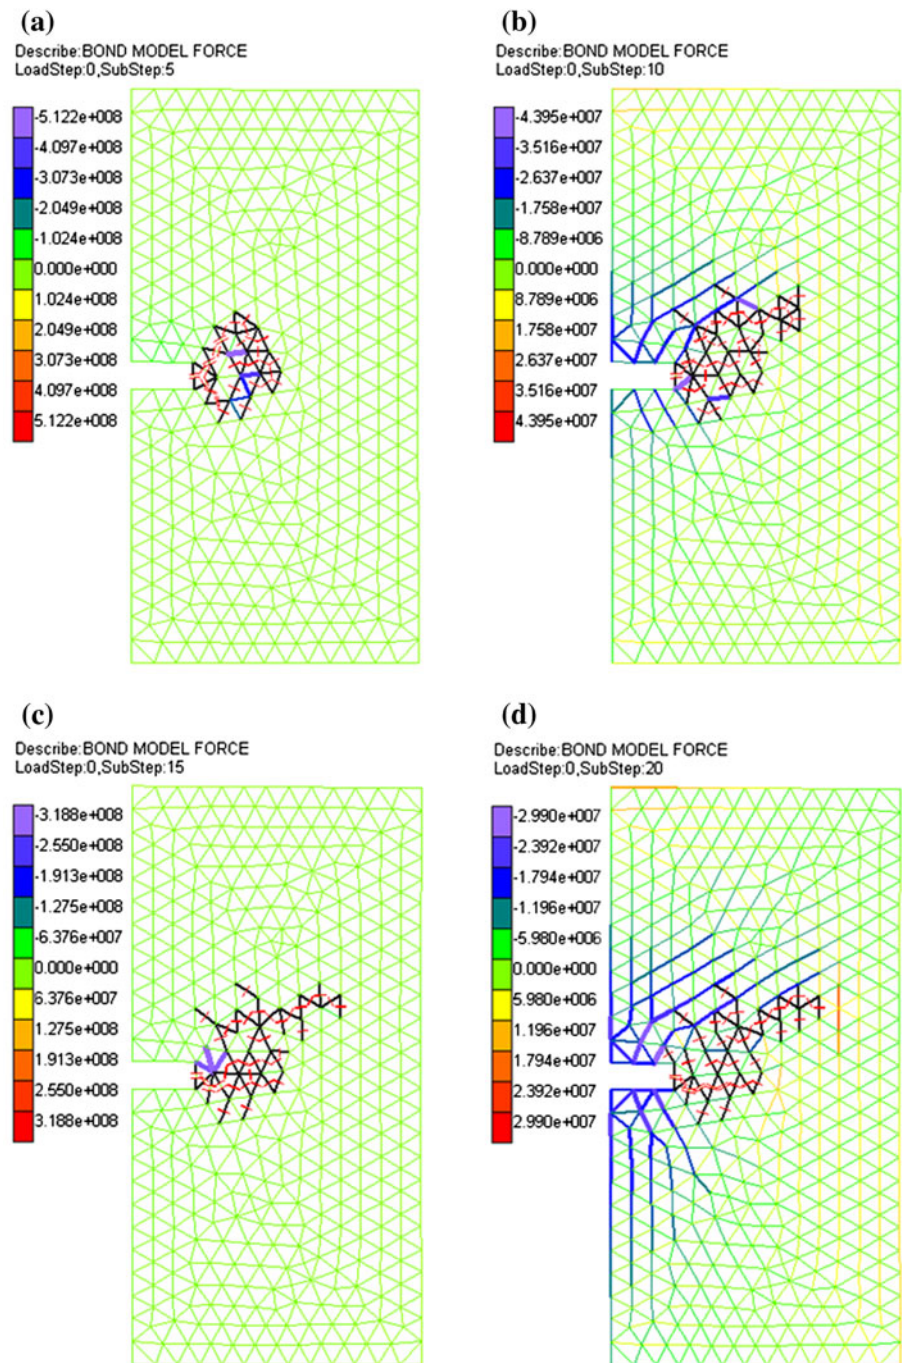 (a)
Describe:BOND MODEL FORCE
LoadStep:0,SubStep:5
-5.122e+008
-4.097e+008
-3.073e+008
-2.049e+008
-1.024e+008
0.000e+000
1.024e+008
2.049e+008
3.073e+008
4.097e+008
5.122e+008
(b)
Describe:BOND MODEL FORCE
LoadStep:0,SubStep:10
-4.395e+007
-3.516e+007
-2.637e+007
-1.758e+007
-8.789e+006
0.000e+000
8.789e+006
1.758e+007
2.637e+007
3.516e+007
4.395e+007
(c)
Describe:BOND MODEL FORCE
LoadStep:0,SubStep:15
-3.188e+008
-2.550e+008
-1.913e+008
-1.275e+008
-6.376e+007
0.000e+000
6.376e+007
1.275e+008
1.913e+008
2.550e+008
3.188e+008
(d)
Describe:BOND MODEL FORCE
LoadStep:0,SubStep:20
-2.990e+007
-2.392e+007
-1.794e+007
-1.196e+007
-5.980e+006
0.000e+000
5.980e+006
1.196e+007
1.794e+007
2.392e+007
2.990e+007